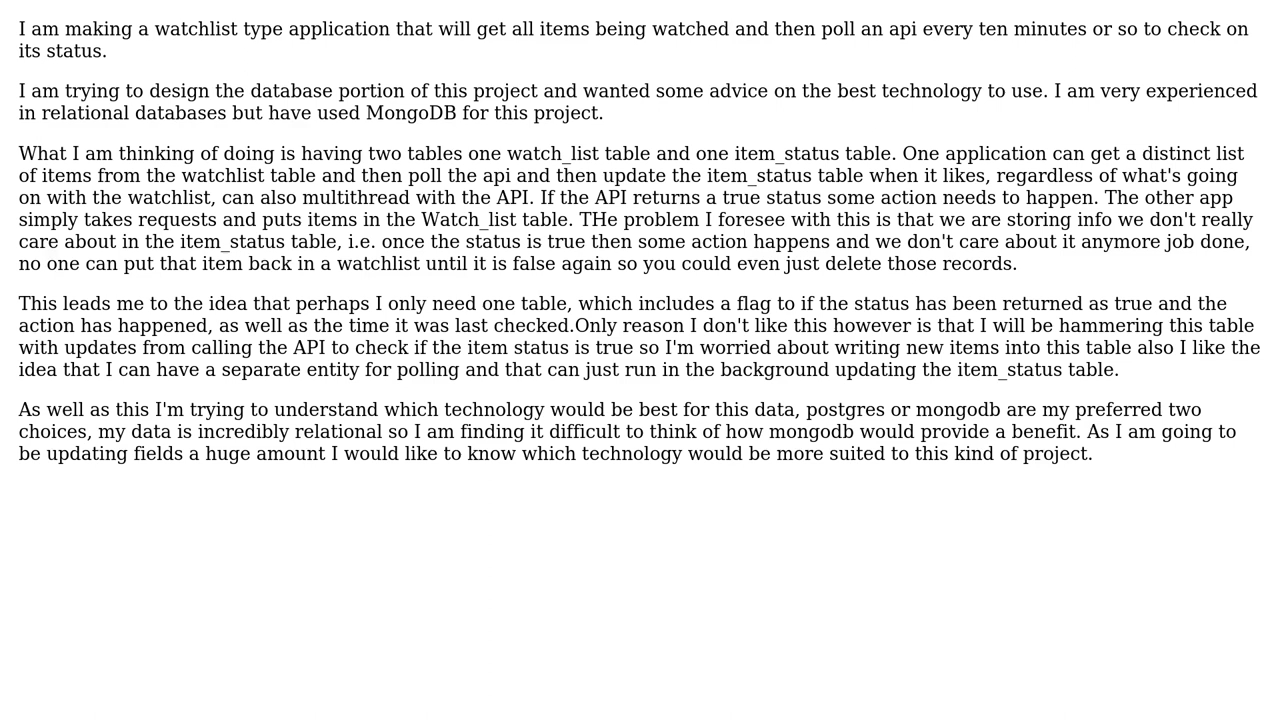 I am making a watchlist type application that will get all items being watched and then poll an api every ten minutes or so to check on
its status.
I am trying to design the database portion of this project and wanted some advice on the best technology to use. I am very experienced
in relational databases but have used MongoDB for this project.
What I am thinking of doing is having two tables one watch_list table and one item_status table. One application can get a distinct list
of items from the watchlist table and then poll the api and then update the item_status table when it likes, regardless of what's going
on with the watchlist, can also multithread with the API. If the API returns a true status some action needs to happen. The other app
simply takes requests and puts items in the Watch_list table. THe problem I foresee with this is that we are storing info we don't really
care about in the item_status table, i.e. once the status is true then some action happens and we don't care about it anymore job done,
no one can put that item back in a watchlist until it is false again so you could even just delete those records.
This leads me to the idea that perhaps I only need one table, which includes a flag to if the status has been returned as true and the
action has happened, as well as the time it was last checked.Only reason I don't like this however is that I will be hammering this table
with updates from calling the API to check if the item status is true so I'm worried about writing new items into this table also I like the
idea that I can have a separate entity for polling and that can just run in the background updating the item_status table.
As well as this I'm trying to understand which technology would be best for this data, postgres or mongodb are my preferred two
choices, my data is incredibly relational so I am finding it difficult to think of how mongodb would provide a benefit. As I am going to
be updating fields a huge amount I would like to know which technology would be more suited to this kind of project.